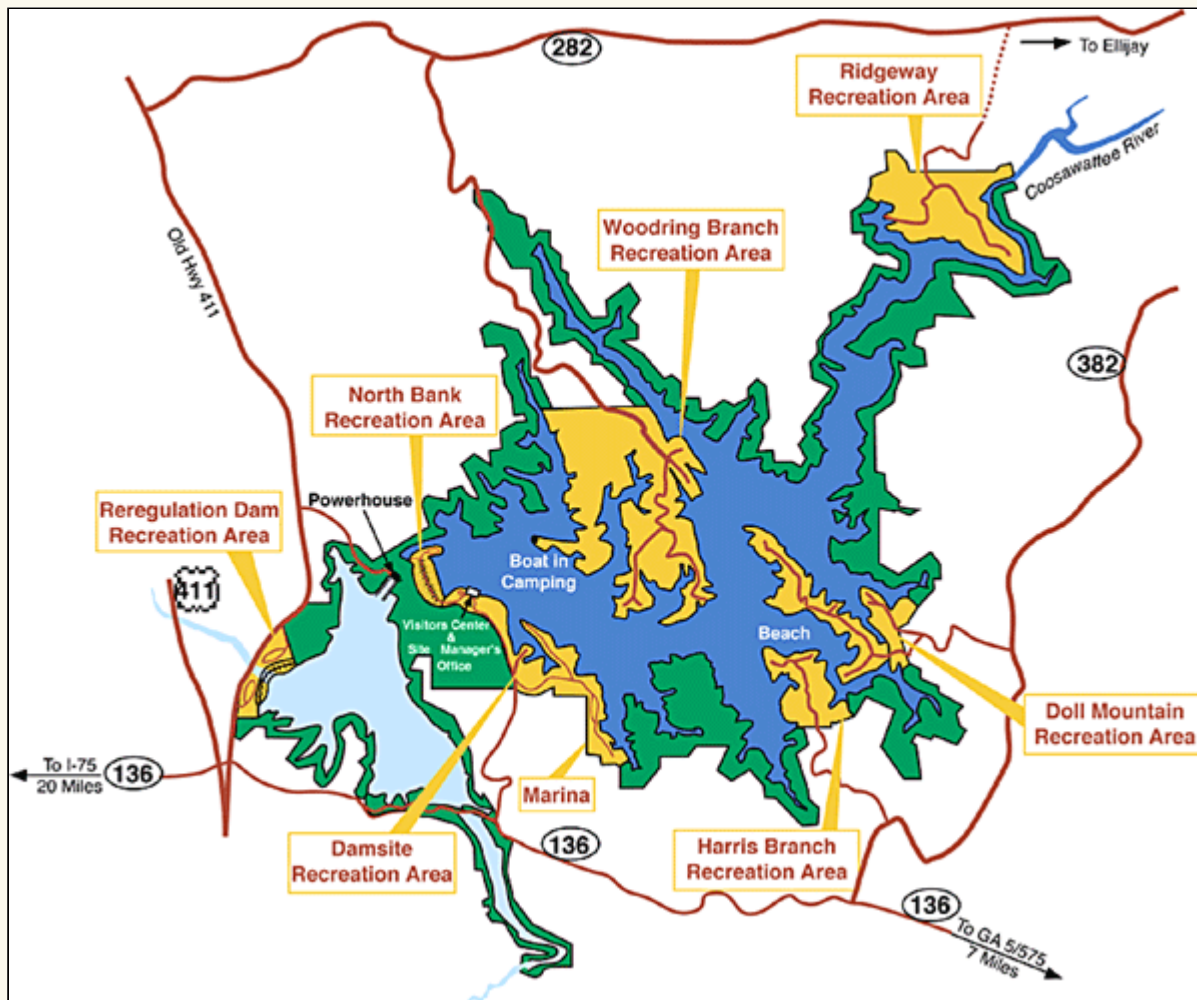 282
To Ellijay
Ridgeway
Recreation Area
Coosawattee River
Old Hwy 411
Woodring Branch
Recreation Area
382
North Bank
Recreation Area
Powerhouse
Reregulation Dam
Recreation Area
411
Boat in
Camping
Visitors Center
&
Site Manager's
Office
Beach
Doll Mountain
Recreation Area
To I-75
20 Miles
136
Marina
Damsite
Recreation Area
136
Harris Branch
Recreation Area
136
To GA 5/575
7 Miles